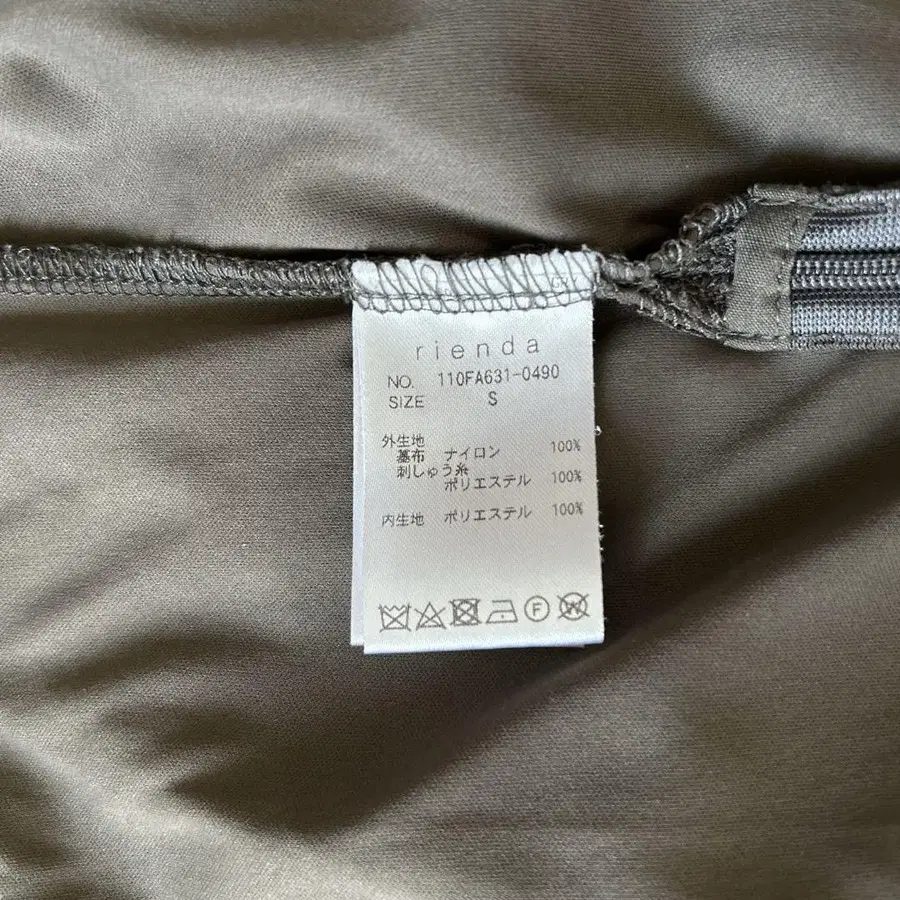 rienda
NO. 110FA631-0490
SIZE S
外生地
基布 ナイロン 100%
刺しゅう糸
ポリエステル 100%
内生地 ポリエステル 100%
F
W